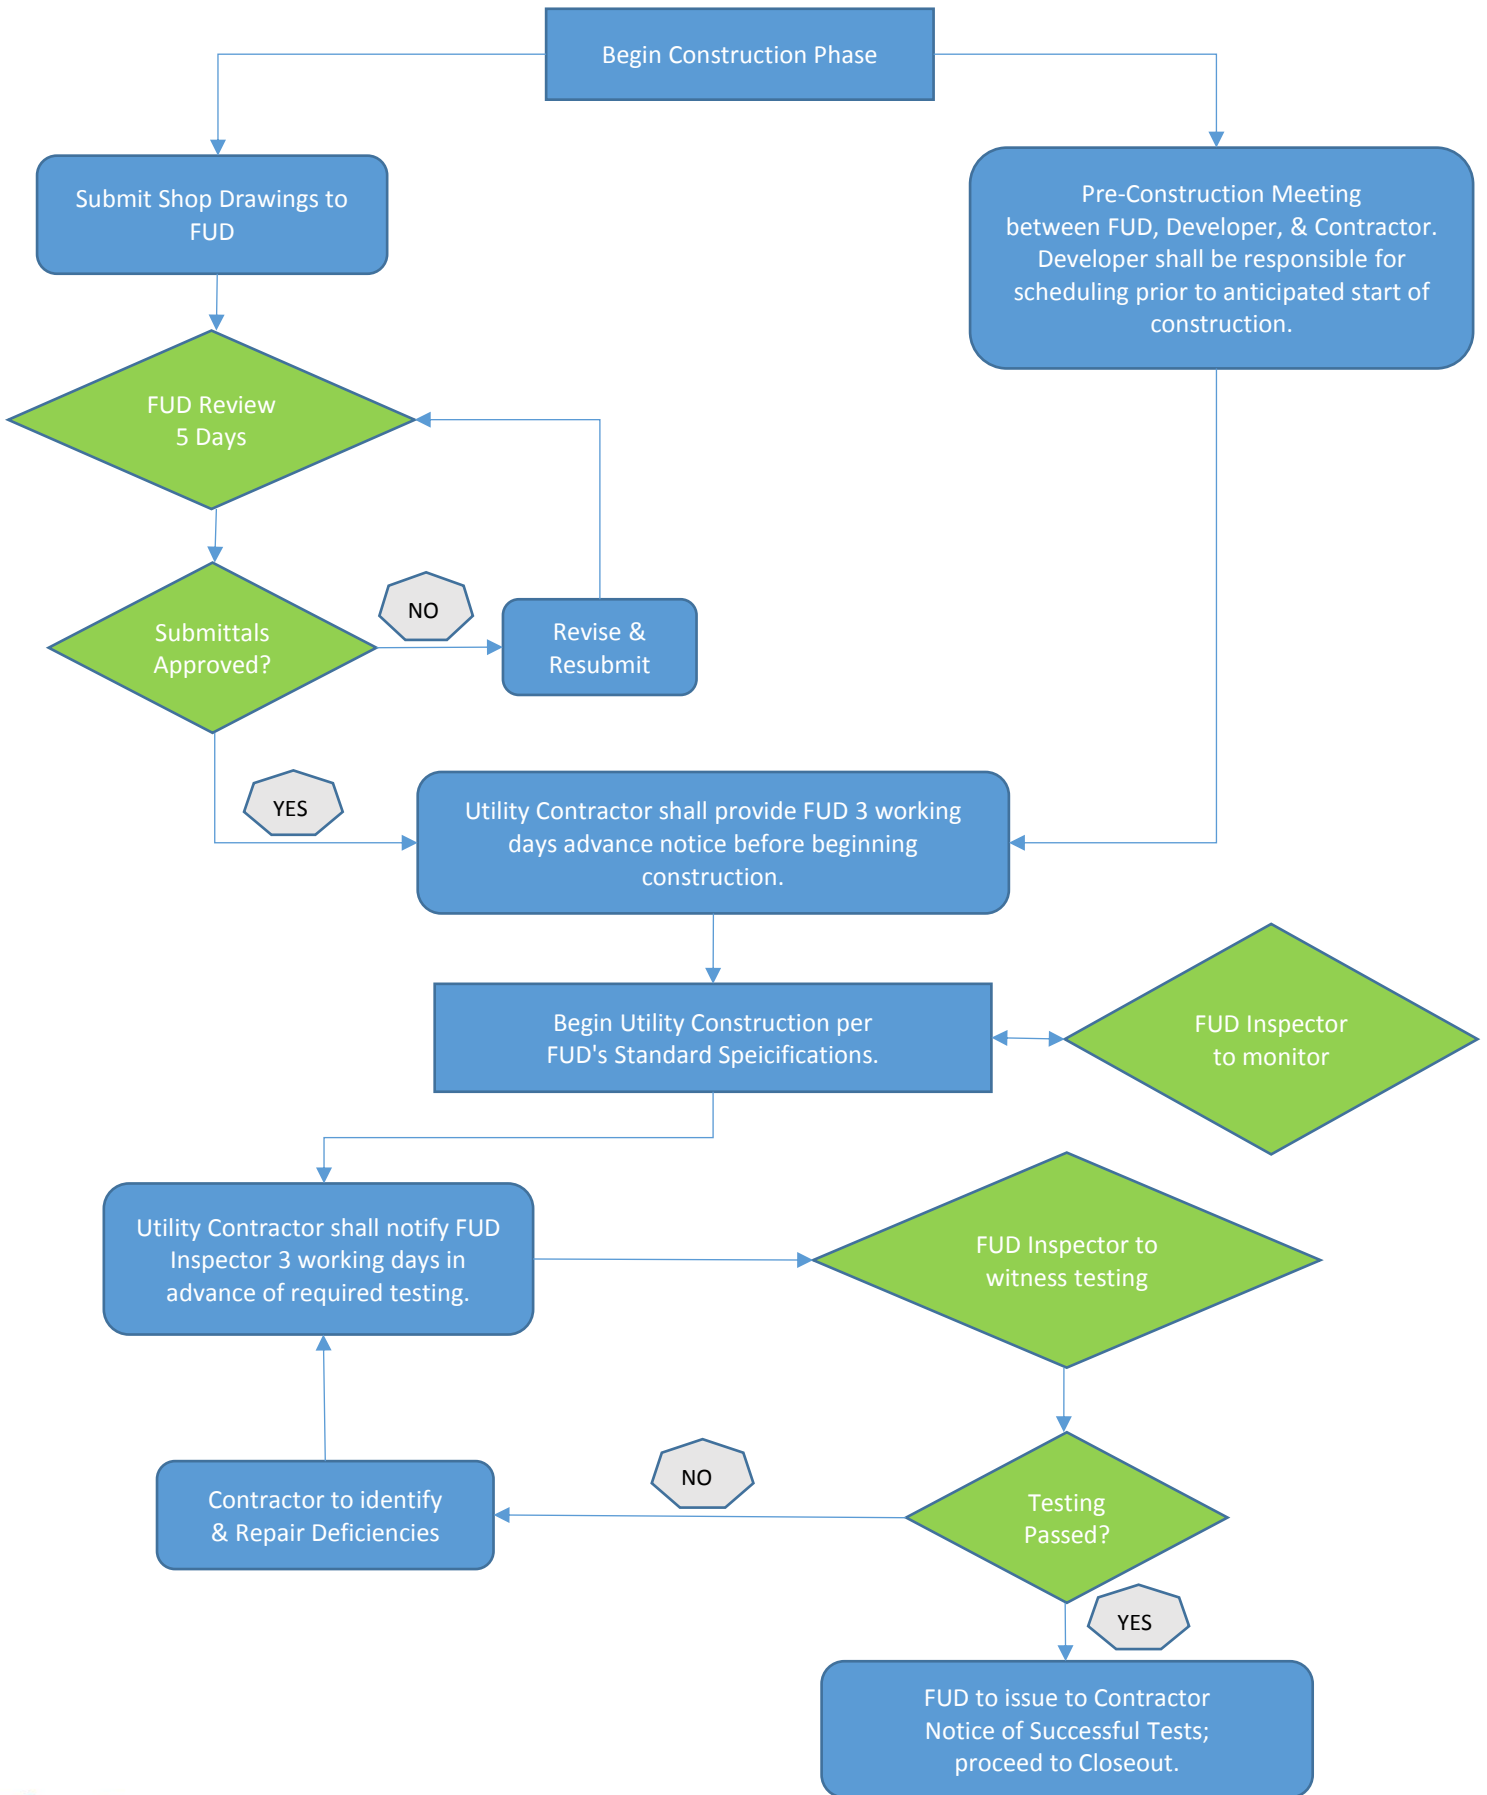 Begin Construction Phase
Submit Shop Drawings to
FUD
Pre-Construction Meeting
between FUD, Developer, & Contractor.
Developer shall be responsible for
scheduling prior to anticipated start of
construction.
FUD Review
5 Days
Submittals
Approved?
NO
Revise &
Resubmit
YES
Utility Contractor shall provide FUD 3 working
days advance notice before beginning
construction.
Begin Utility Construction per
FUD's Standard Speicifications.
FUD Inspector
to monitor
Utility Contractor shall notify FUD
Inspector 3 working days in
advance of required testing.
FUD Inspector to
witness testing
Contractor to identify
& Repair Deficiencies
NO
Testing
Passed?
YES
FUD to issue to Contractor
Notice of Successful Tests;
proceed to Closeout.